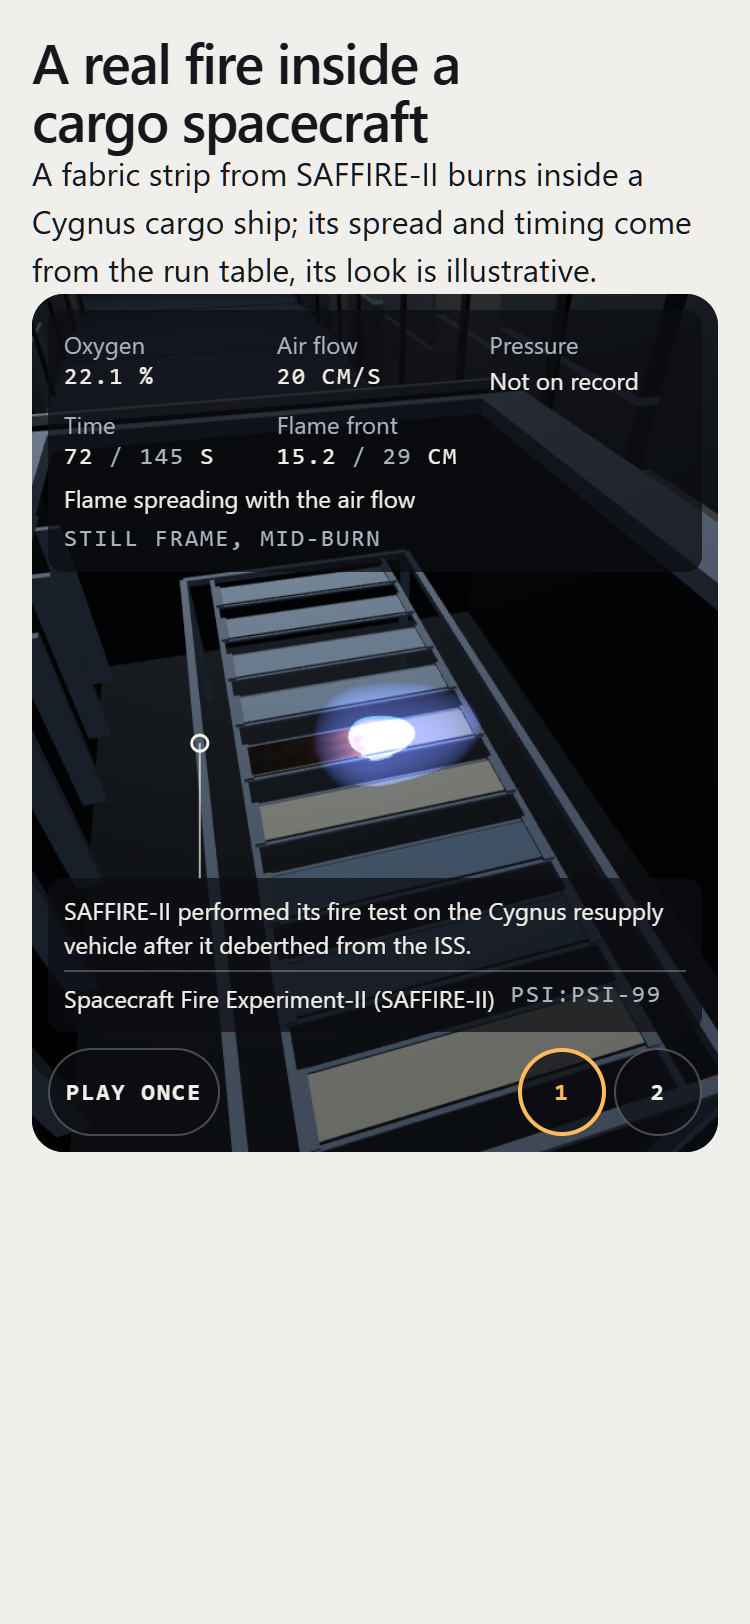 A real fire inside a
cargo spacecraft
A fabric strip from SAFFIRE-II burns inside a
Cygnus cargo ship; its spread and timing come
from the run table, its look is illustrative.
Oxygen Air flow Pressure
22.1 % 20 CM/S Not on record
Time Flame front
72 / 145 S 15.2 / 29 CM
Flame spreading with the air flow
STILL FRAME, MID-BURN
SAFFIRE-II performed its fire test on the Cygnus resupply
vehicle after it deberthed from the ISS.
Spacecraft Fire Experiment-II (SAFFIRE-II) PSI:PSI-99
PLAY ONCE 1 2